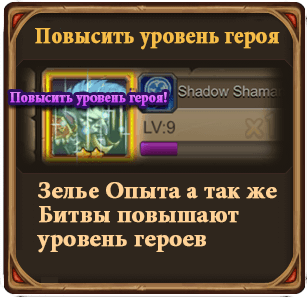 Повысить уровень героя
Повысить уровень героя!
Shadow Shama
LV:9
Зелье Опыта а так же
Битвы повышают
уровень героев